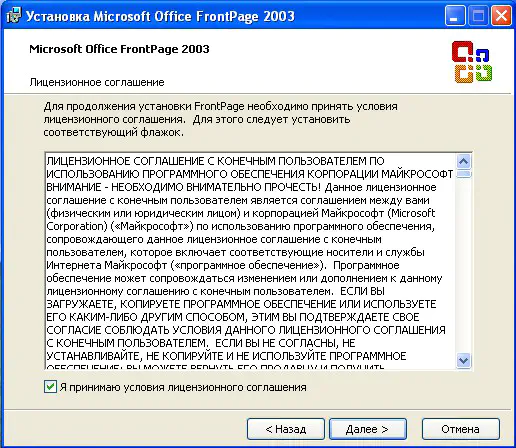 Установка Microsoft Office FrontPage 2003
Microsoft Office FrontPage 2003
Лицензионное соглашение
Для продолжения установки FrontPage необходимо принять условия
лицензионного соглашения. Для этого следует установить
соответствующий флажок.
ЛИЦЕНЗИОННОЕ СОГЛАШЕНИЕ С КОНЕЧНЫМ ПОЛЬЗОВАТЕЛЕМ ПО
ИСПОЛЬЗОВАНИЮ ПРОГРАММНОГО ОБЕСПЕЧЕНИЯ КОРПОРАЦИИ МАЙКРОСОФТ
ВНИМАНИЕ - НЕОБХОДИМО ВНИМАТЕЛЬНО ПРОЧЕСТЬ! Данное лицензионное
соглашение с конечным пользователем является соглашением между вами
(физическим или юридическим лицом) и корпорацией Майкрософт (Microsoft
Corporation) («Майкрософт») по использованию программного обеспечения,
сопровождающего данное лицензионное соглашение с конечным
пользователем, которое включает соответствующие носители и службы
Интернета Майкрософт («программное обеспечение»). Программное
обеспечение может сопровождаться изменением или дополнением к данному
лицензионному соглашению с конечным пользователем. ЕСЛИ ВЫ
ЗАГРУЖАЕТЕ, КОПИРУЕТЕ ПРОГРАММНОЕ ОБЕСПЕЧЕНИЕ ИЛИ ИСПОЛЬЗУЕТЕ
ЕГО КАКИМ-ЛИБО ДРУГИМ СПОСОБОМ, ЭТИМ ВЫ ПОДТВЕРЖДАЕТЕ СВОЕ
СОГЛАСИЕ СОБЛЮДАТЬ УСЛОВИЯ ДАННОГО ЛИЦЕНЗИОННОГО СОГЛАШЕНИЯ
С КОНЕЧНЫМ ПОЛЬЗОВАТЕЛЕМ. ЕСЛИ ВЫ НЕ СОГЛАСНЫ, НЕ
УСТАНАВЛИВАЙТЕ, НЕ КОПИРУЙТЕ И НЕ ИСПОЛЬЗУЙТЕ ПРОГРАММНОЕ
ОБЕСПЕЧЕНИЕ; ВЫ МОЖЕТЕ ВЕРНУТЬ ЕГО ПРОДАВЦУ И ПОЛУЧИТЬ
Я принимаю условия лицензионного соглашения
< Назад
Далее >
Отмена